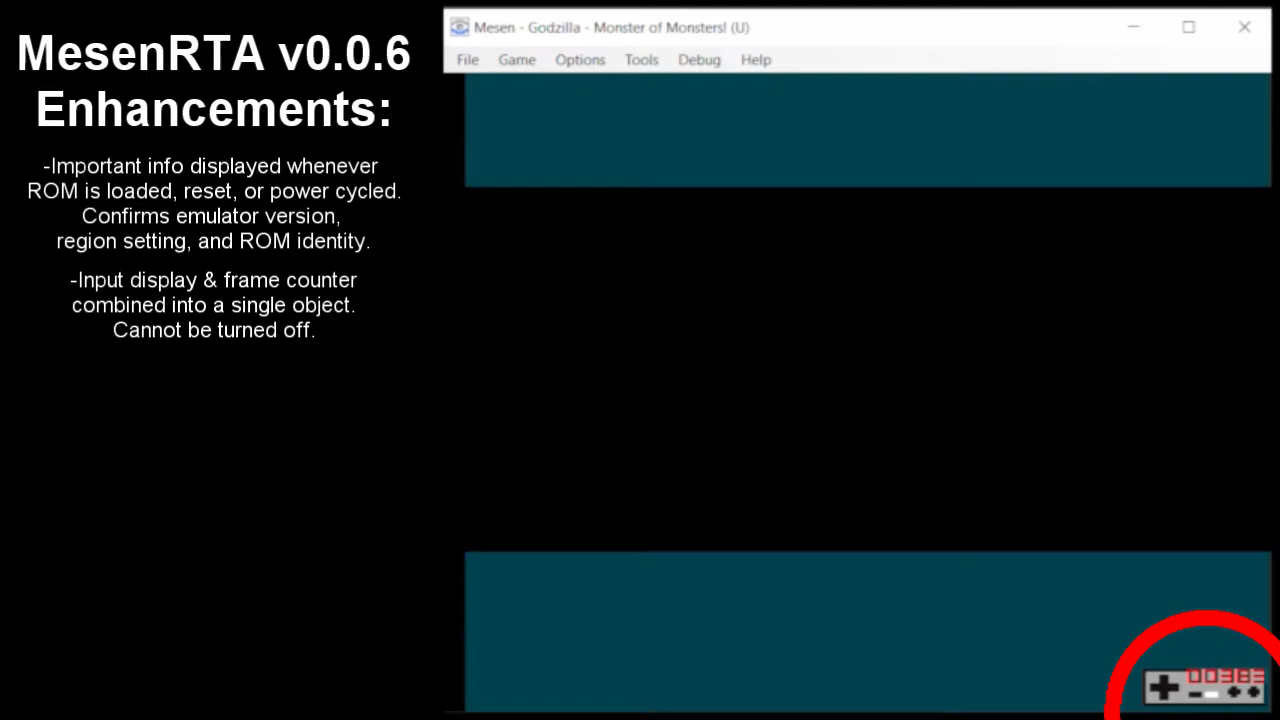 MesenRTA v0.0.6
Enhancements:
-Important info displayed whenever
ROM is loaded, reset, or power cycled.
Confirms emulator version,
region setting, and ROM identity.
-Input display & frame counter
combined into a single object.
Cannot be turned off.
Mesen - Godzilla - Monster of Monsters! (U)
File Game Options Tools Debug Help
00383